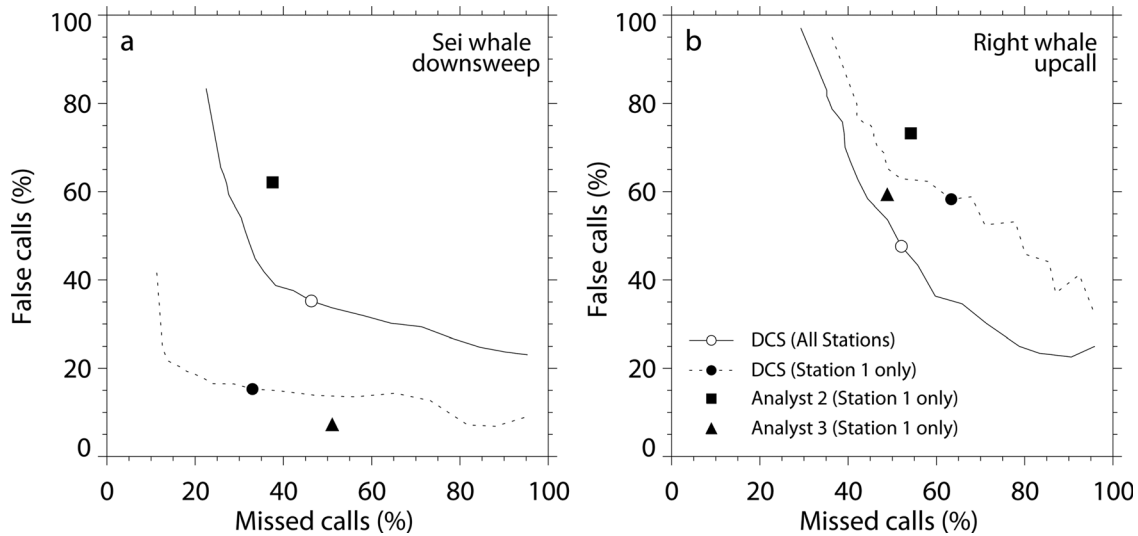 a
Sei whale
downsweep
100
80
60
40
20
0
False calls (%)
0 20 40 60 80 100
Missed calls (%)
b
Right whale
upcall
100
80
60
40
20
0
False calls (%)
DCS (All Stations)
DCS (Station 1 only)
Analyst 2 (Station 1 only)
Analyst 3 (Station 1 only)
0 20 40 60 80 100
Missed calls (%)